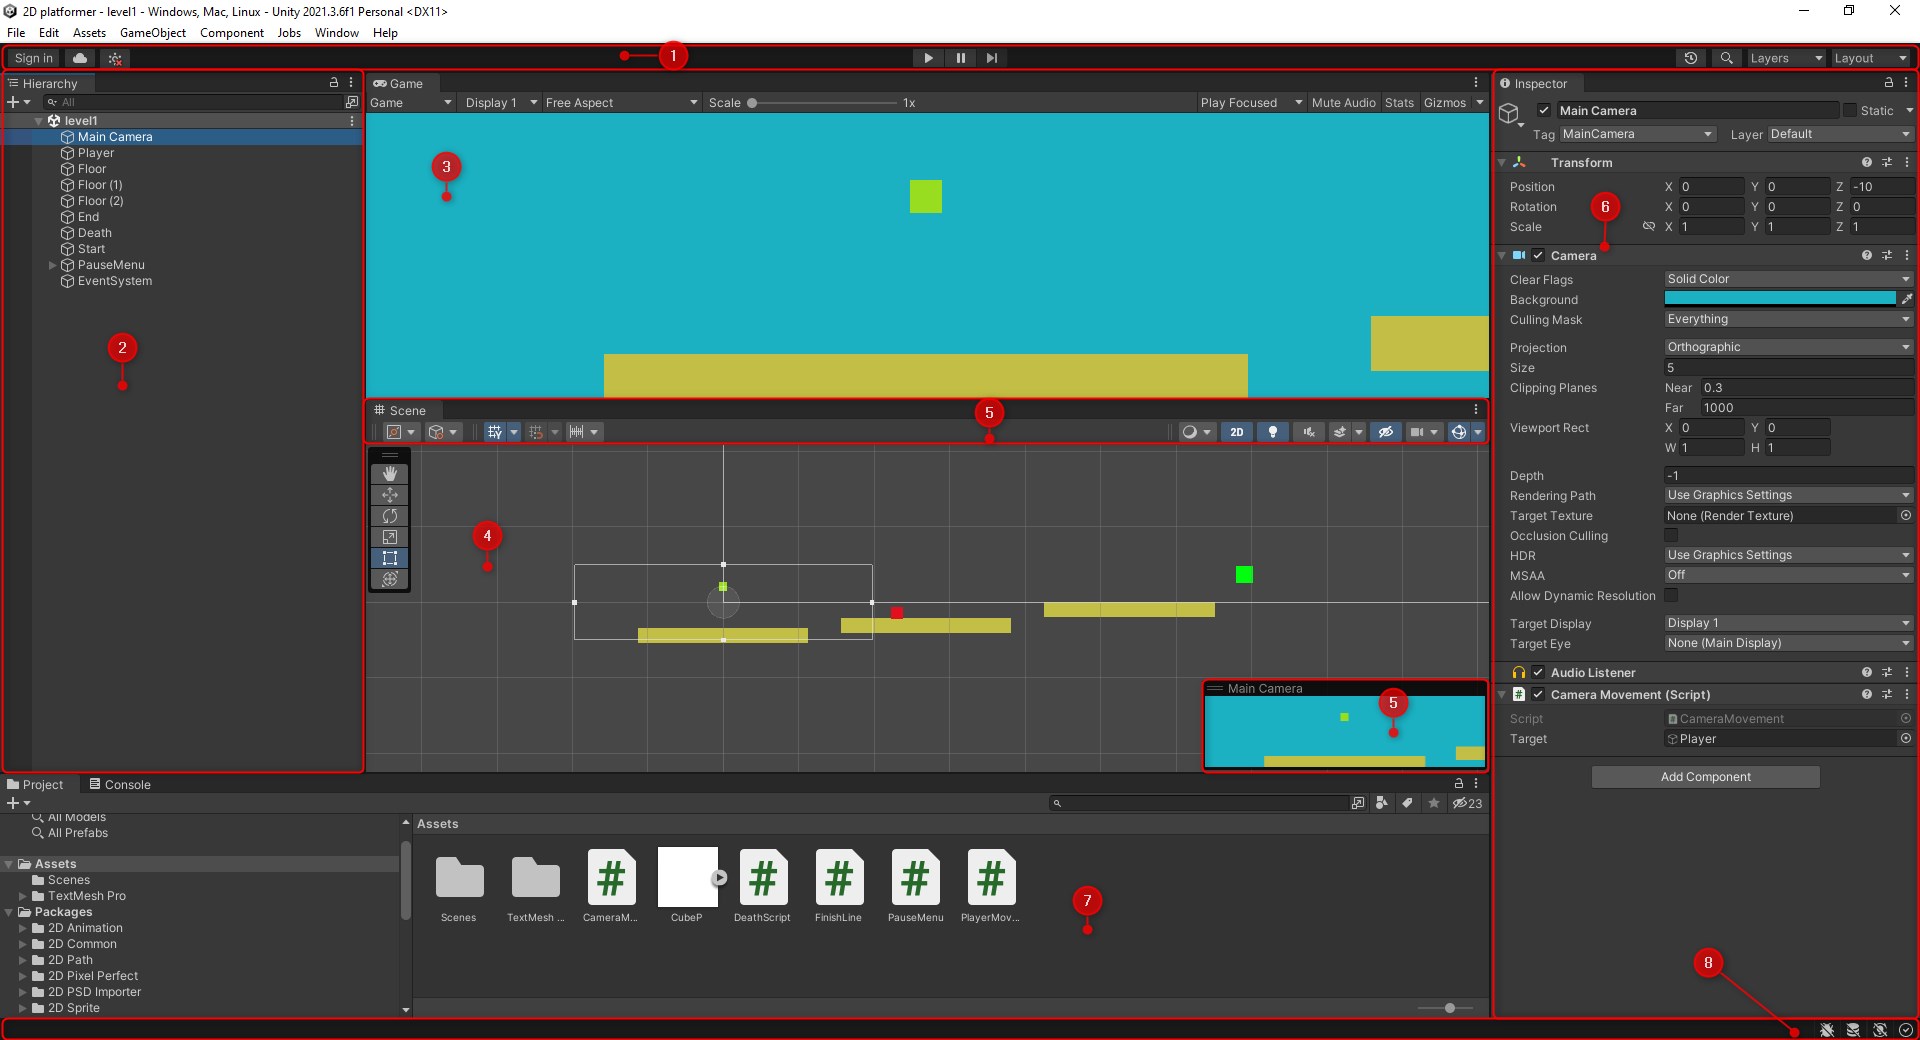 2D platformer - level1 - Windows, Mac, Linux - Unity 2021.3.6f1 Personal <DX11>
File Edit Assets GameObject Component Jobs Window Help
Sign in
1
Layers
Layout
Hierarchy
All
level1
Main Camera
Player
Floor
Floor (1)
Floor (2)
End
Death
Start
PauseMenu
EventSystem
2
Game
Game Display 1 Free Aspect Scale 1x Play Focused Mute Audio Stats Gizmos
3
Scene
5
2D
4
Main Camera
5
Inspector
Main Camera
Static
Tag MainCamera Layer Default
Transform
Position X 0 Y 0 Z -10
Rotation X 0 Y 0 Z 0
Scale X 1 Y 1 Z 1
6
Camera
Clear Flags Solid Color
Background
Culling Mask Everything
Projection Orthographic
Size 5
Clipping Planes Near 0.3
Far 1000
Viewport Rect X 0 Y 0
W 1 H 1
Depth -1
Rendering Path Use Graphics Settings
Target Texture None (Render Texture)
Occlusion Culling
HDR Use Graphics Settings
MSAA Off
Allow Dynamic Resolution
Target Display Display 1
Target Eye None (Main Display)
Audio Listener
# Camera Movement (Script)
Script CameraMovement
Target Player
Add Component
Project Console
23
All Models
All Prefabs
Assets
Scenes
TextMesh Pro
Packages
2D Animation
2D Common
2D Path
2D Pixel Perfect
2D PSD Importer
2D Sprite
Assets
# # # # #
Scenes TextMesh ... CameraM... CubeP DeathScript FinishLine PauseMenu PlayerMov...
7
8